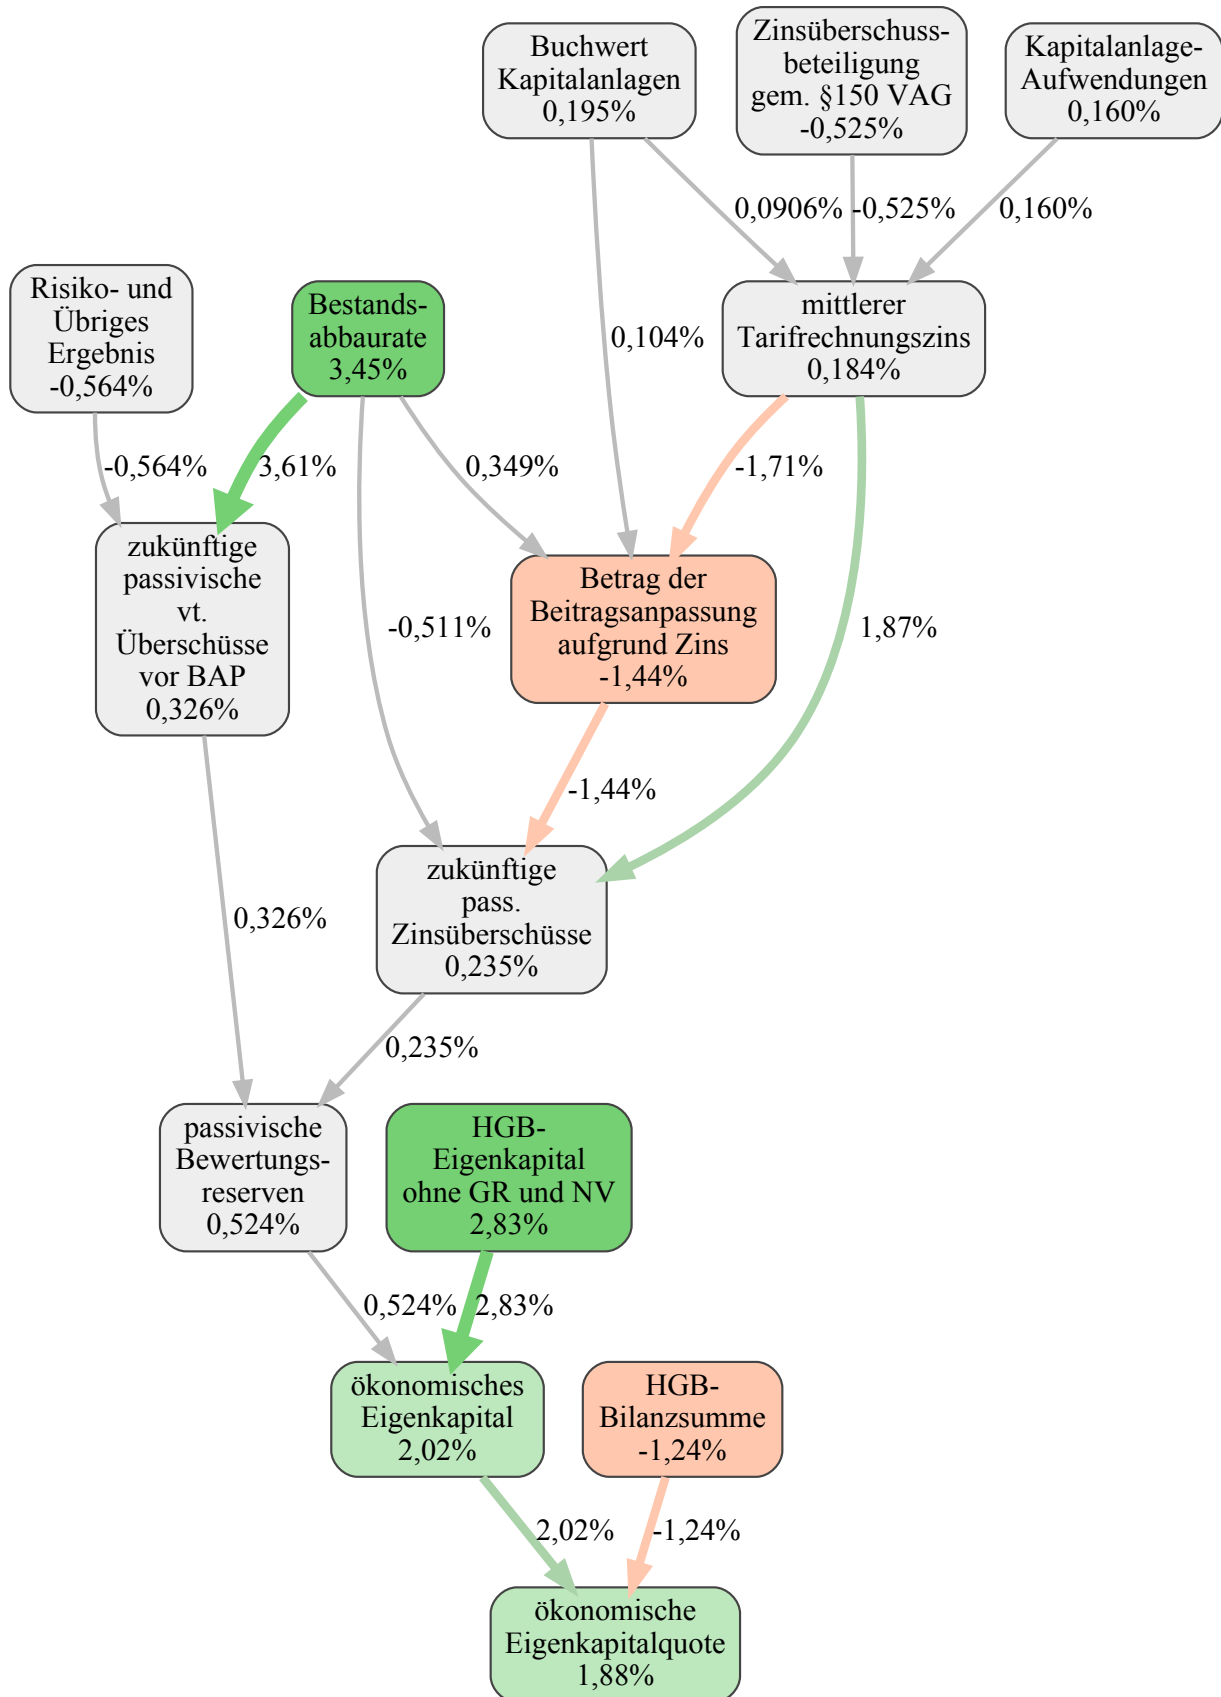 Buchwert
Kapitalanlagen
0,195%
Zinsüberschuss-
beteiligung
gem. §150 VAG
-0,525%
Kapitalanlage-
Aufwendungen
0,160%
0,0906%
-0,525%
0,160%
Risiko- und
Übriges
Ergebnis
-0,564%
Bestands-
abbaurate
3,45%
0,104%
mittlerer
Tarifrechnungszins
0,184%
-0,564%
3,61%
0,349%
-1,71%
zukünftige
passivische
vt.
Überschüsse
vor BAP
0,326%
-0,511%
Betrag der
Beitragsanpassung
aufgrund Zins
-1,44%
1,87%
-1,44%
0,326%
zukünftige
pass.
Zinsüberschüsse
0,235%
0,235%
passivische
Bewertungs-
reserven
0,524%
HGB-
Eigenkapital
ohne GR und NV
2,83%
0,524%
2,83%
ökonomisches
Eigenkapital
2,02%
HGB-
Bilanzsumme
-1,24%
2,02%
-1,24%
ökonomische
Eigenkapitalquote
1,88%